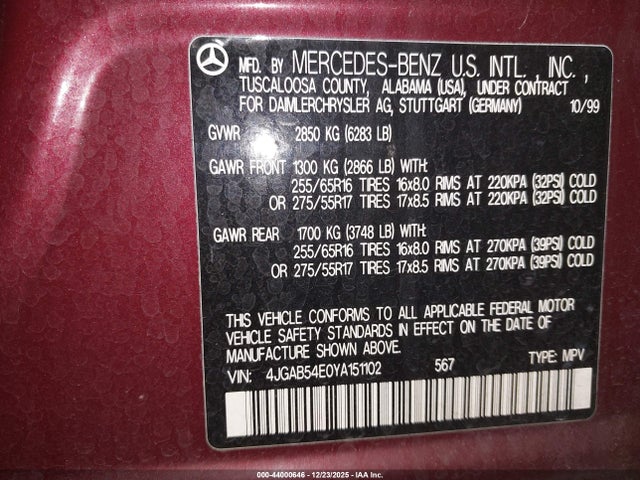 MFD. BY MERCEDES-BENZ U.S. INTL., INC.,
TUSCALOOSA COUNTY, ALABAMA (USA), UNDER CONTRACT
FOR DAIMLERCHRYSLER AG, STUTTGART (GERMANY) 10/99
GVWR 2850 KG (6283 LB)
GAWR FRONT 1300 KG (2866 LB) WITH:
255/65R16 TIRES 16x8.0 RIMS AT 220KPA (32PSI) COLD
OR 275/55R17 TIRES 17x8.5 RIMS AT 220KPA (32PSI) COLD
GAWR REAR 1700 KG (3748 LB) WITH:
255/65R16 TIRES 16x8.0 RIMS AT 270KPA (39PSI) COLD
OR 275/55R17 TIRES 17x8.5 RIMS AT 270KPA (39PSI) COLD
THIS VEHICLE CONFORMS TO ALL APPLICABLE FEDERAL MOTOR
VEHICLE SAFETY STANDARDS IN EFFECT ON THE DATE OF
MANUFACTURE SHOWN ABOVE.
VIN: 4JGAB54E0YA151102 567 TYPE: MPV
000-44000646 - 12/23/2025 - IAA Inc.